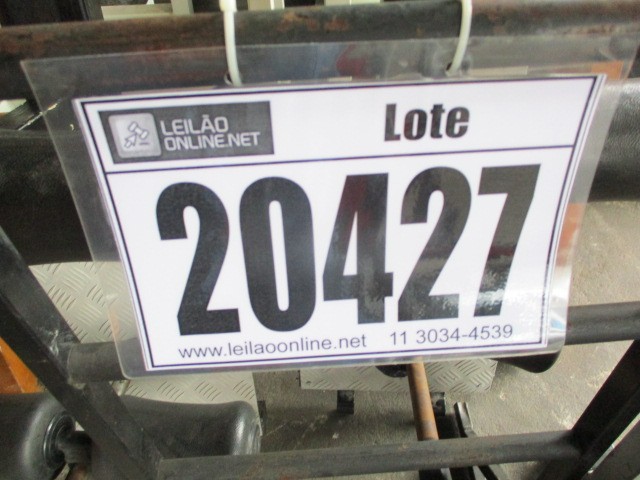 LEILÃO
ONLINE.NET
Lote
20427
www.leilaoonline.net 11 3034-4539